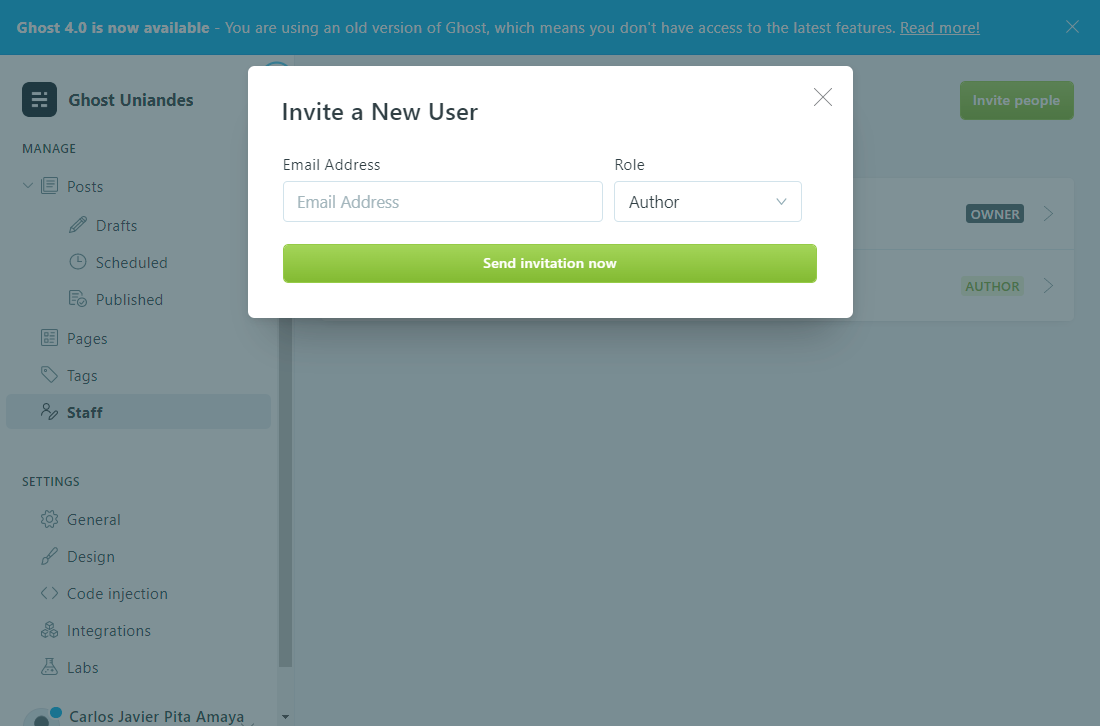 Ghost 4.0 is now available - You are using an old version of Ghost, which means you don't have access to the latest features. Read more!
Ghost Uniandes
Invite people
MANAGE
Posts
Drafts
Scheduled
Published
Pages
Tags
Staff
SETTINGS
General
Design
Code injection
Integrations
Labs
Carlos Javier Pita Amaya
Invite a New User
Email Address
Role
Email Address
Author
Send invitation now
OWNER
AUTHOR